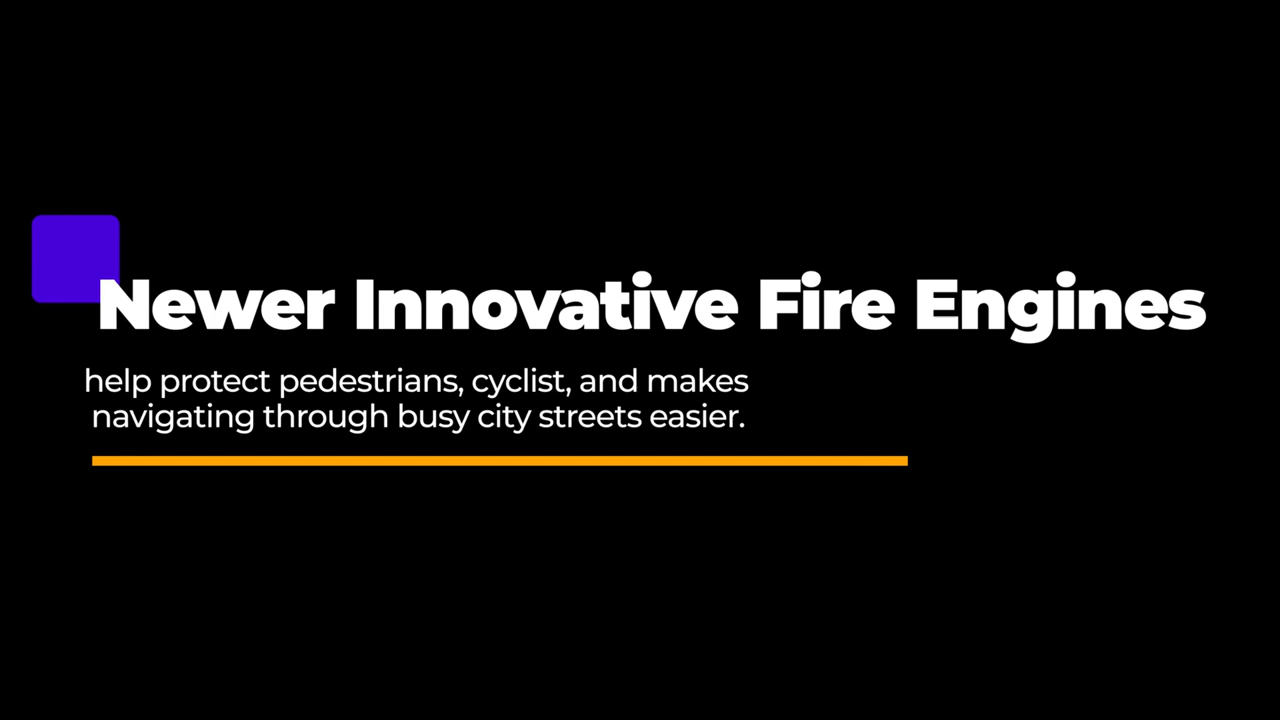 Newer Innovative Fire Engines
help protect pedestrians, cyclist, and makes
navigating through busy city streets easier.